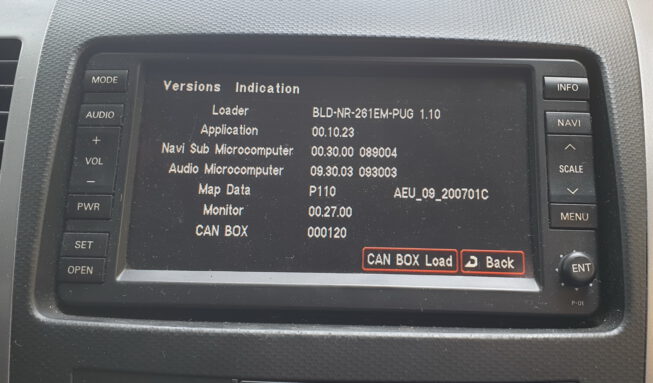 MODE
AUDIO
+
VOL
−
PWR
SET
OPEN
Versions Indication
Loader BLD-NR-261EM-PUG 1.10
Application 00.10.23
Navi Sub Microcomputer 00.30.00 089004
Audio Microcomputer 09.30.03 093003
Map Data P110 AEU_09_200701C
Monitor 00.27.00
CAN BOX 000120
CAN BOX Load Back
INFO
NAVI
SCALE
MENU
ENT
P-01